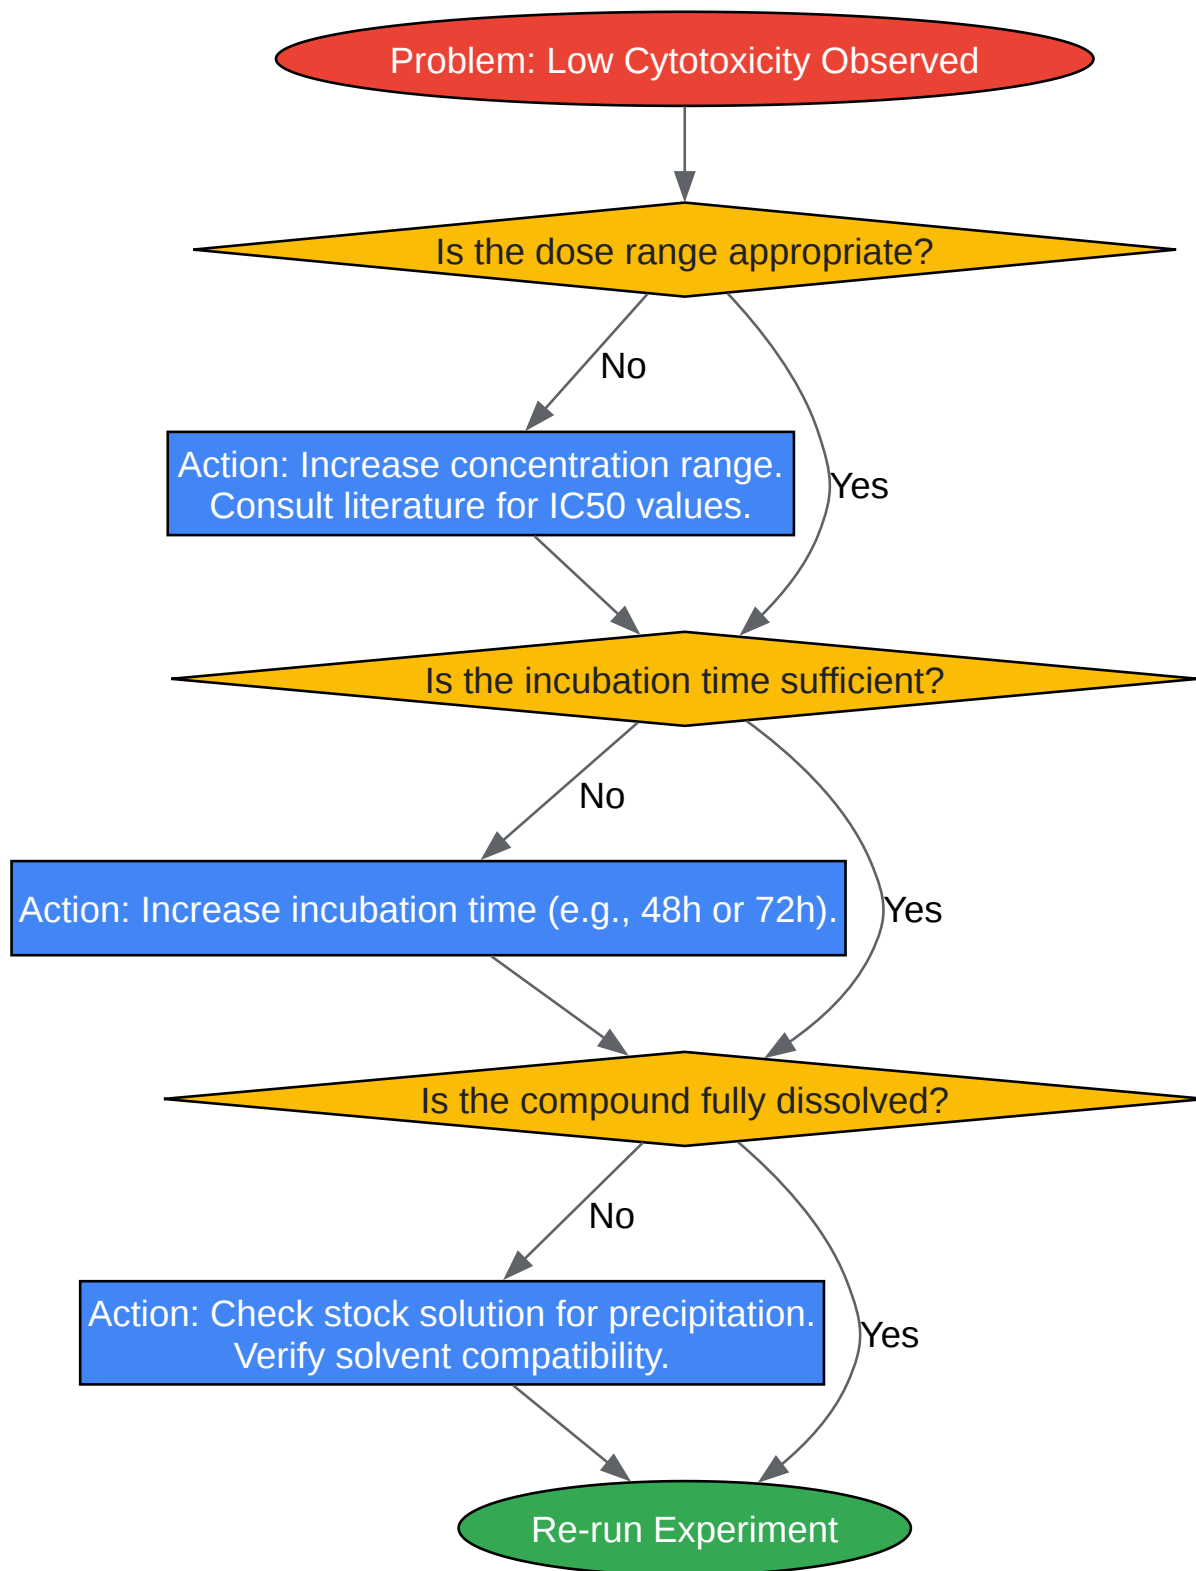 Problem: Low Cytotoxicity Observed
Is the dose range appropriate?
No
Action: Increase concentration range.
Consult literature for IC50 values.
Yes
Is the incubation time sufficient?
No
Action: Increase incubation time (e.g., 48h or 72h).
Yes
Is the compound fully dissolved?
No
Action: Check stock solution for precipitation.
Verify solvent compatibility.
Yes
Re-run Experiment